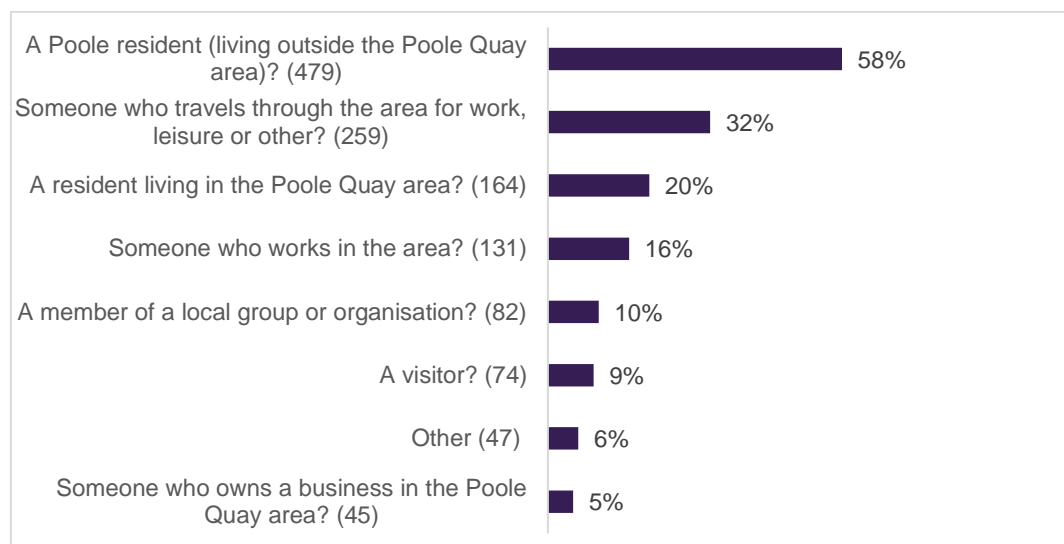 A Poole resident (living outside the Poole Quay
area)? (479)
58%
Someone who travels through the area for work,
leisure or other? (259)
32%
A resident living in the Poole Quay area? (164)
20%
Someone who works in the area? (131)
16%
A member of a local group or organisation? (82)
10%
A visitor? (74)
9%
Other (47)
6%
Someone who owns a business in the Poole
Quay area? (45)
5%